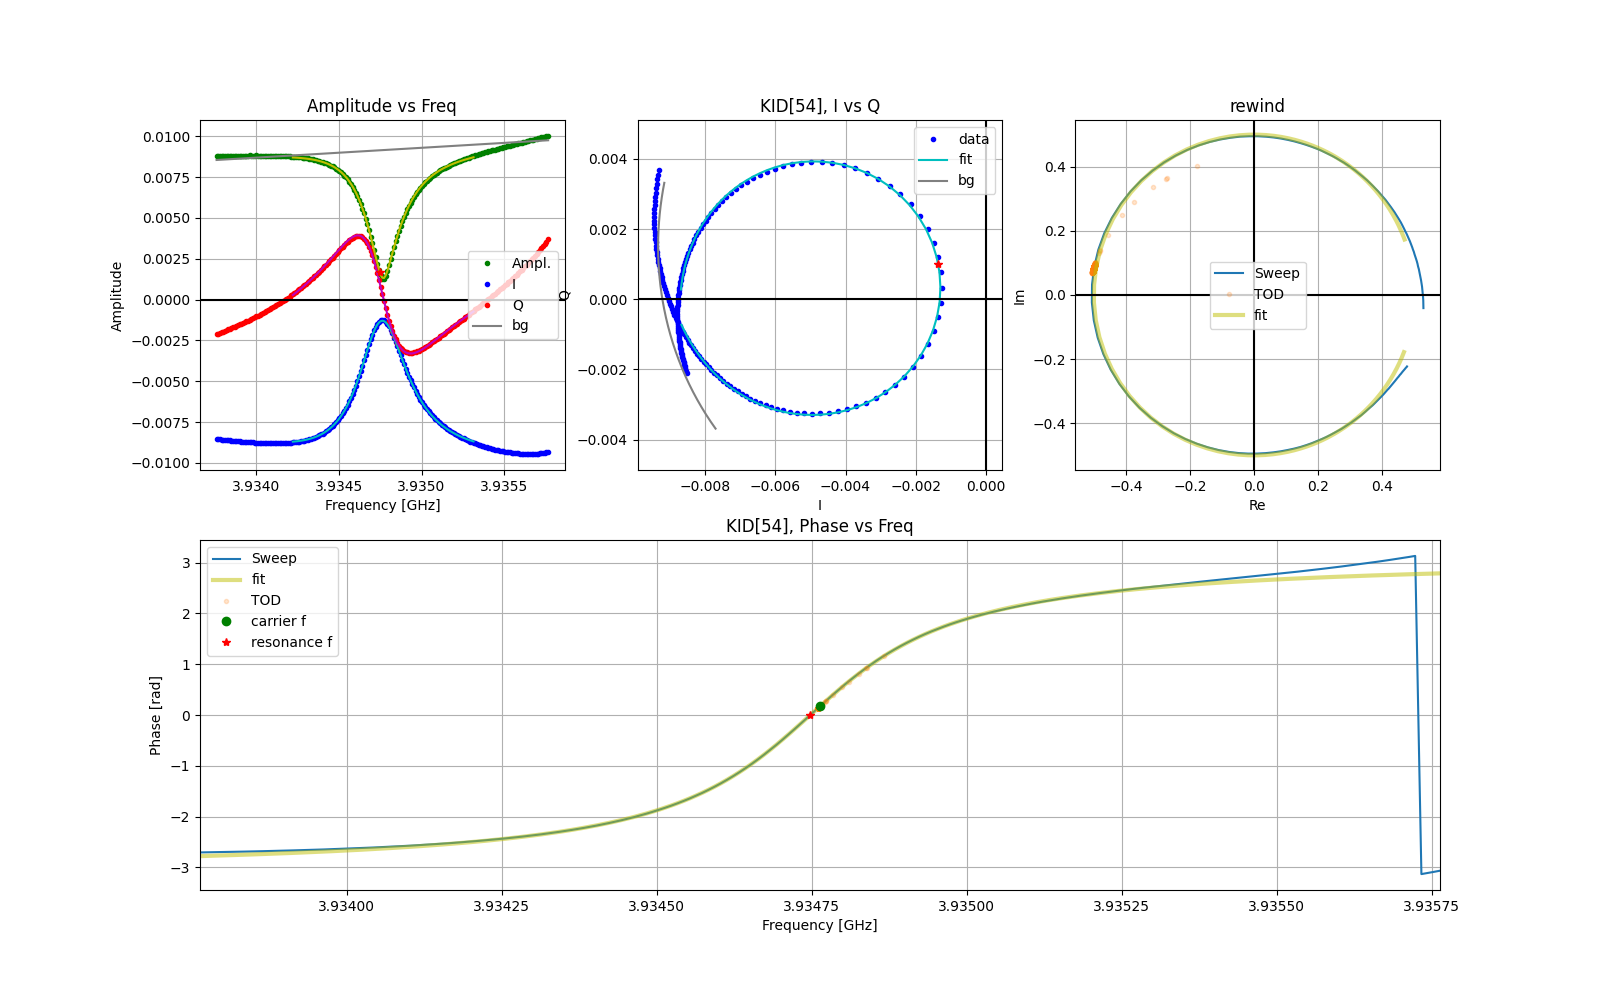 Amplitude vs Freq
0.0100
0.0075
0.0050
0.0025
0.0000
−0.0025
−0.0050
−0.0075
−0.0100
Amplitude
Ampl.
I
Q
bg
3.9340
3.9345
3.9350
3.9355
Frequency [GHz]
KID[54], I vs Q
0.004
0.002
0.000
−0.002
−0.004
Q
data
fit
bg
−0.008
−0.006
−0.004
−0.002
0.000
I
rewind
0.4
0.2
0.0
−0.2
−0.4
Im
Sweep
TOD
fit
−0.4
−0.2
0.0
0.2
0.4
Re
KID[54], Phase vs Freq
3
2
1
0
−1
−2
−3
Phase [rad]
Sweep
fit
TOD
carrier f
resonance f
3.93400
3.93425
3.93450
3.93475
3.93500
3.93525
3.93550
3.93575
Frequency [GHz]